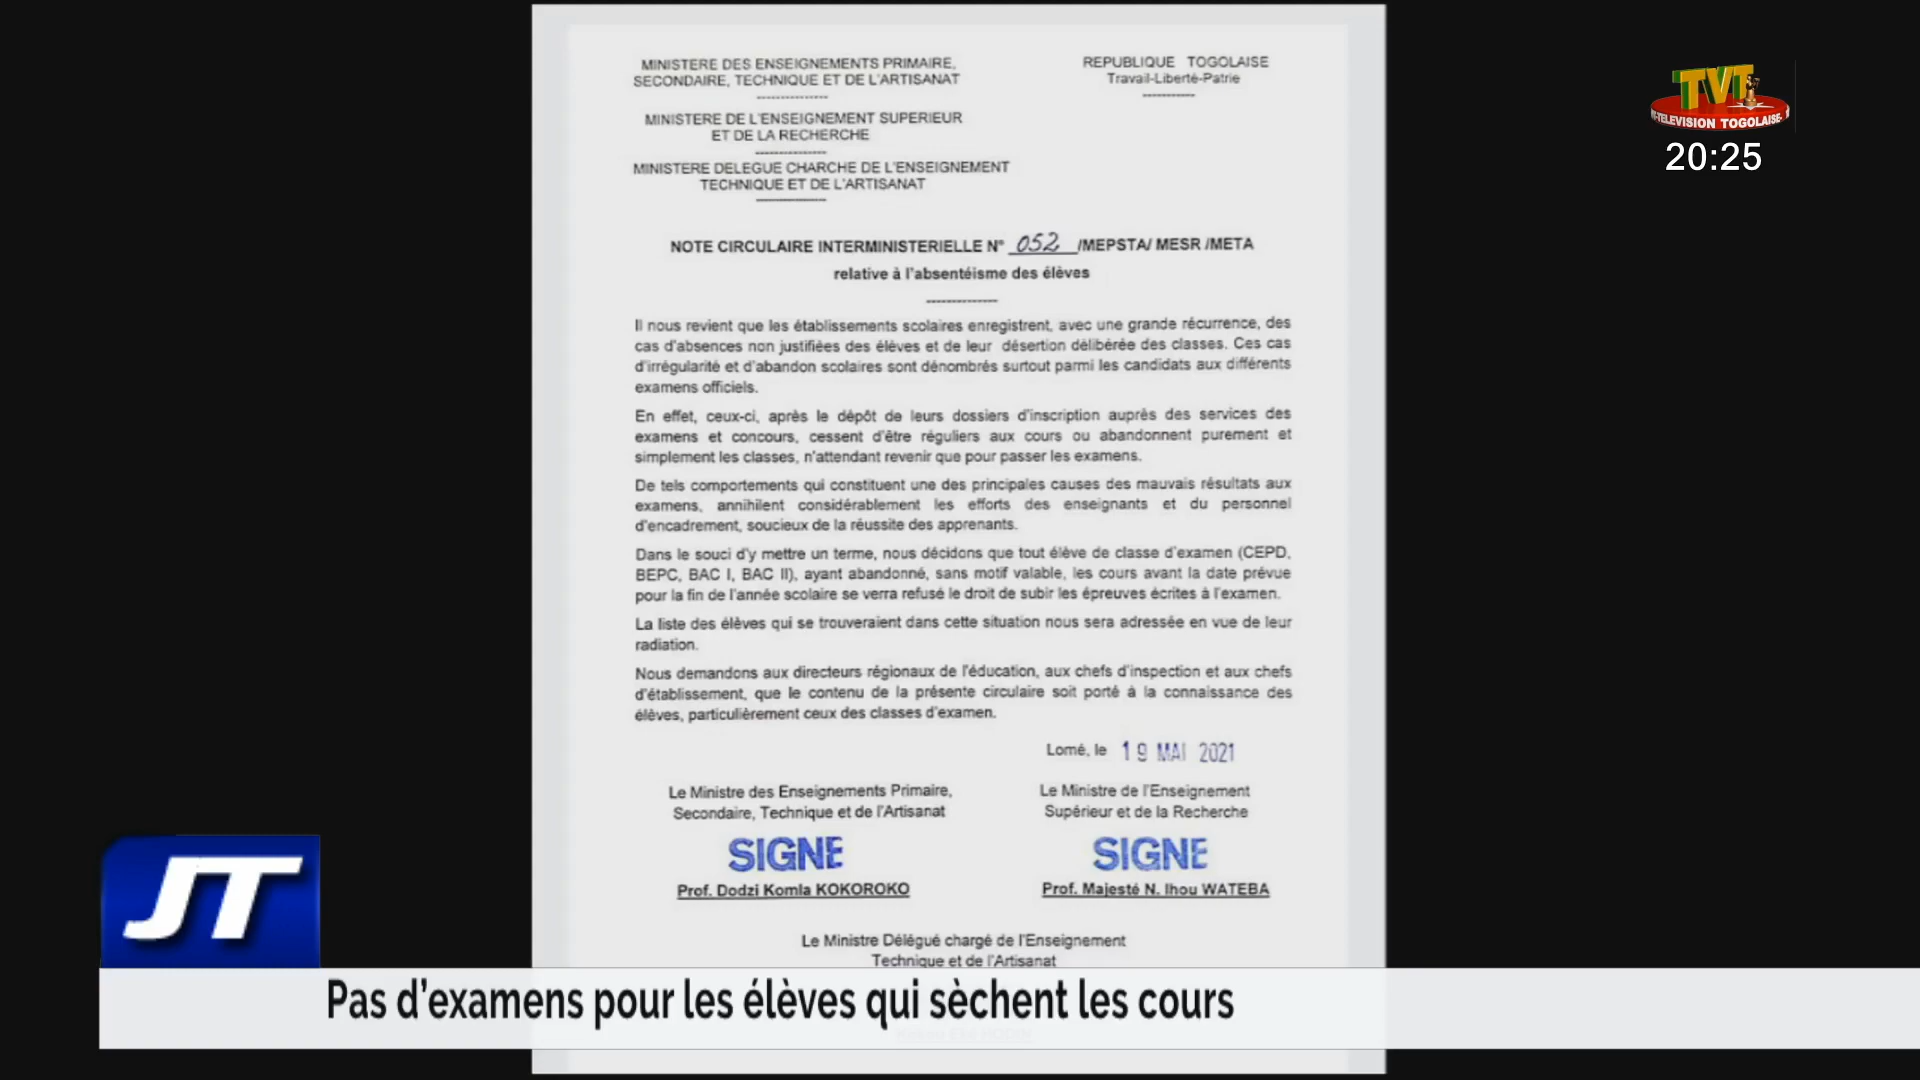 MINISTERE DES ENSEIGNEMENTS PRIMAIRE,
SECONDAIRE, TECHNIQUE ET DE L'ARTISANAT
---------------
MINISTERE DE L'ENSEIGNEMENT SUPERIEUR
ET DE LA RECHERCHE
---------------
MINISTERE DELEGUE CHARCHE DE L'ENSEIGNEMENT
TECHNIQUE ET DE L'ARTISANAT
---------------
REPUBLIQUE TOGOLAISE
Travail-Liberté-Patrie
-----------
TVT
TELEVISION TOGOLAISE
20:25
NOTE CIRCULAIRE INTERMINISTERIELLE N° 052 /MEPSTA/ MESR /META
relative à l'absentéisme des élèves
---------------
Il nous revient que les établissements scolaires enregistrent, avec une grande récurrence, des
cas d'absences non justifiées des élèves et de leur désertion délibérée des classes. Ces cas
d'irrégularité et d'abandon scolaires sont dénombrés surtout parmi les candidats aux différents
examens officiels.
En effet, ceux-ci, après le dépôt de leurs dossiers d'inscription auprès des services des
examens et concours, cessent d'être réguliers aux cours ou abandonnent purement et
simplement les classes, n'attendant revenir que pour passer les examens.
De tels comportements qui constituent une des principales causes des mauvais résultats aux
examens, annihilent considérablement les efforts des enseignants et du personnel
d'encadrement, soucieux de la réussite des apprenants.
Dans le souci d'y mettre un terme, nous décidons que tout élève de classe d'examen (CEPD,
BEPC, BAC I, BAC II), ayant abandonné, sans motif valable, les cours avant la date prévue
pour la fin de l'année scolaire se verra refusé le droit de subir les épreuves écrites à l'examen.
La liste des élèves qui se trouveraient dans cette situation nous sera adressée en vue de leur
radiation.
Nous demandons aux directeurs régionaux de l'éducation, aux chefs d'inspection et aux chefs
d'établissement, que le contenu de la présente circulaire soit porté à la connaissance des
élèves, particulièrement ceux des classes d'examen.
Lomé, le 19 MAI 2021
Le Ministre des Enseignements Primaire,
Secondaire, Technique et de l'Artisanat
SIGNE
Prof. Dodzi Komla KOKOROKO
Le Ministre de l'Enseignement
Supérieur et de la Recherche
SIGNE
Prof. Majesté N. Ihou WATEBA
Le Ministre Délégué chargé de l'Enseignement
Technique et de l'Artisanat
JT
Pas d'examens pour les élèves qui sèchent les cours